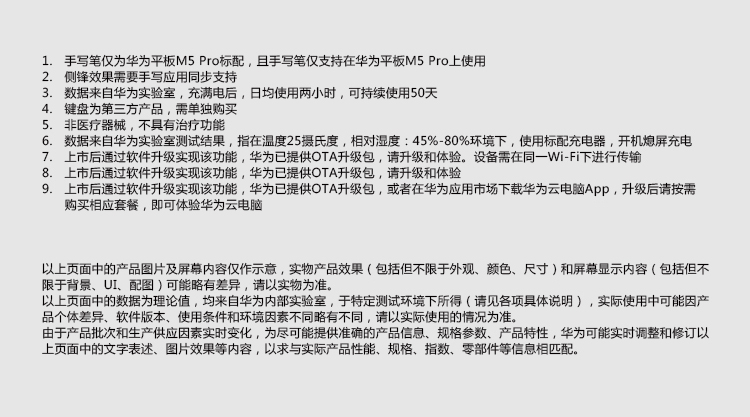 1. 手写笔仅为华为平板M5 Pro标配，且手写笔仅支持在华为平板M5 Pro上使用
2. 侧锋效果需要手写应用同步支持
3. 数据来自华为实验室，充满电后，日均使用两小时，可持续使用50天
4. 键盘为第三方产品，需单独购买
5. 非医疗器械，不具有治疗功能
6. 数据来自华为实验室测试结果，指在温度25摄氏度，相对湿度：45%-80%环境下，使用标配充电器，开机熄屏充电
7. 上市后通过软件升级实现该功能，华为已提供OTA升级包，请升级和体验。设备需在同一Wi-Fi下进行传输
8. 上市后通过软件升级实现该功能，华为已提供OTA升级包，请升级和体验
9. 上市后通过软件升级实现该功能，华为已提供OTA升级包，或者在华为应用市场下载华为云电脑App，升级后请按需
购买相应套餐，即可体验华为云电脑
以上页面中的产品图片及屏幕内容仅作示意，实物产品效果（包括但不限于外观、颜色、尺寸）和屏幕显示内容（包括但不
限于背景、UI、配图）可能略有差异，请以实物为准。
以上页面中的数据为理论值，均来自华为内部实验室，于特定测试环境下所得（请见各项具体说明），实际使用中可能因产
品个体差异、软件版本、使用条件和环境因素不同略有不同，请以实际使用的情况为准。
由于产品批次和生产供应因素实时变化，为尽可能提供准确的产品信息、规格参数、产品特性，华为可能实时调整和修订以
上页面中的文字表述、图片效果等内容，以求与实际产品性能、规格、指数、零部件等信息相匹配。